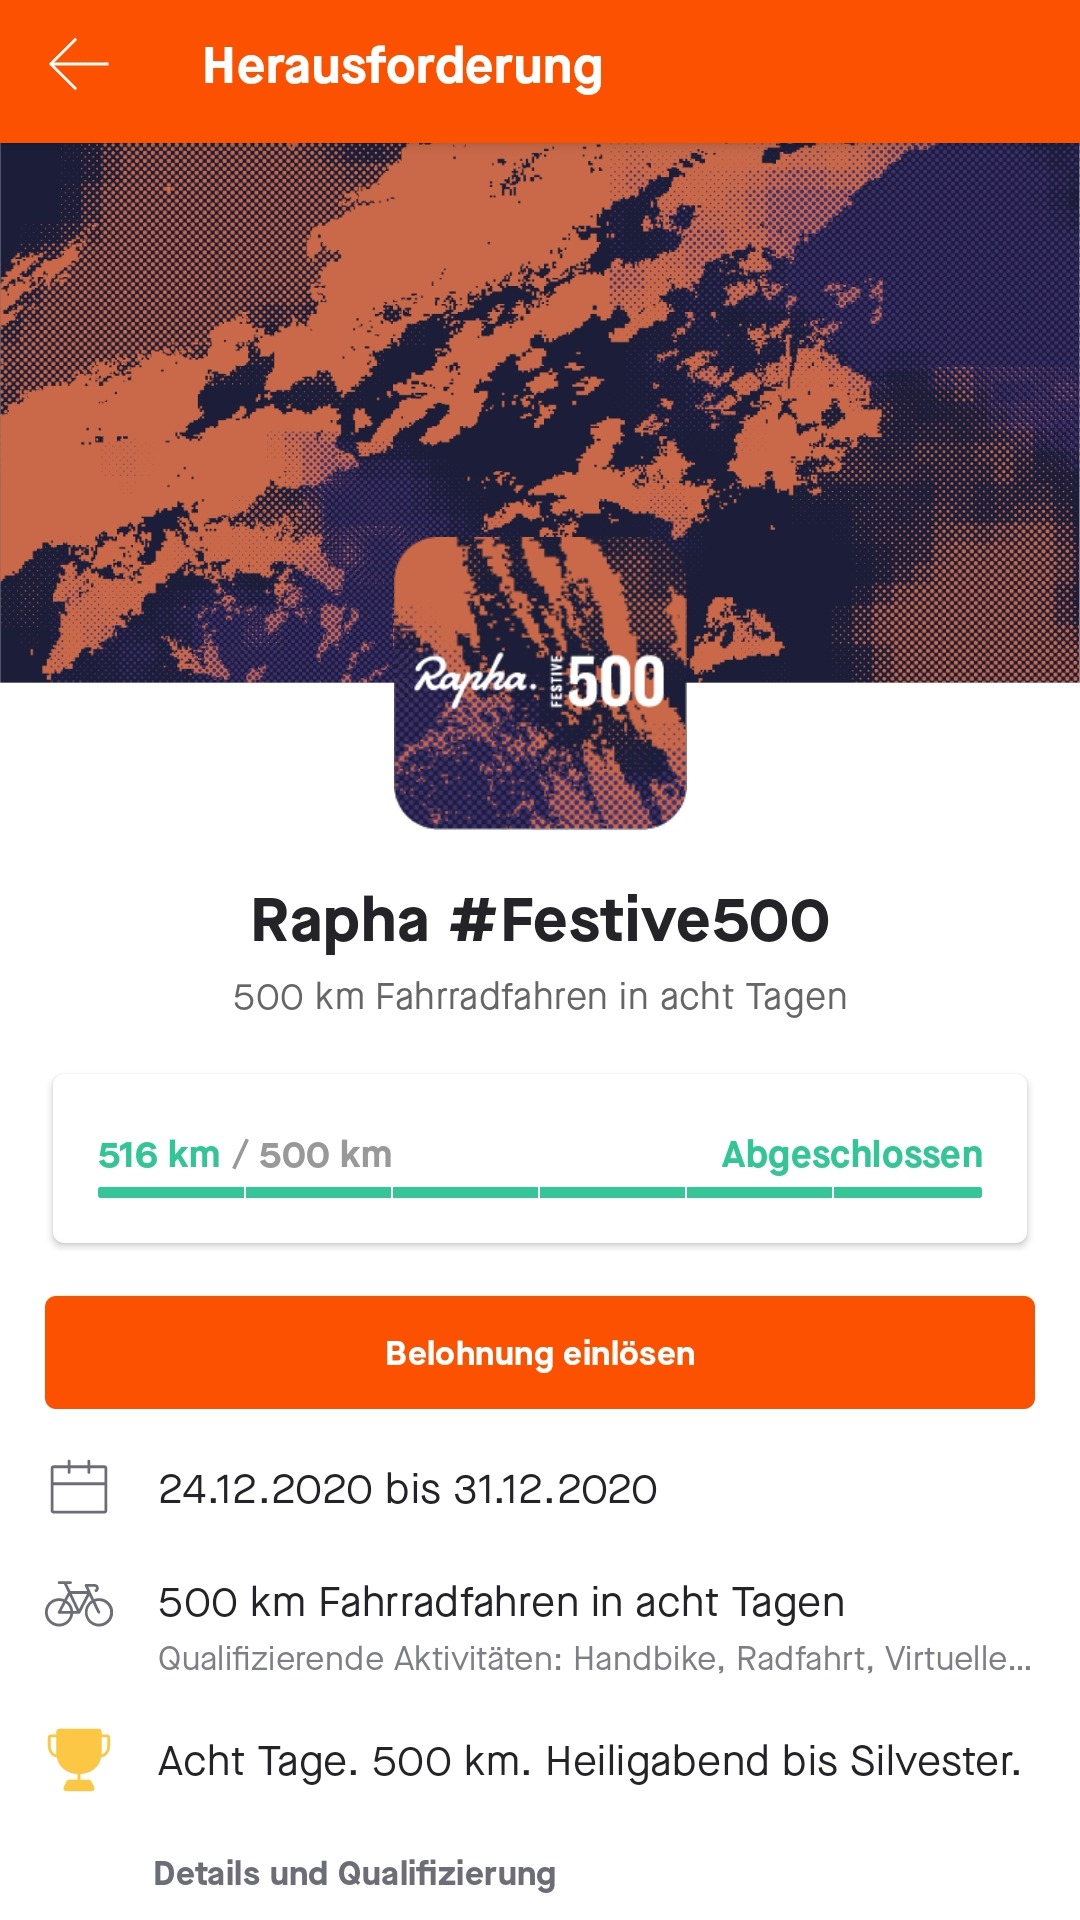 Herausforderung
Rapha. FESTIVE 500
Rapha #Festive500
500 km Fahrradfahren in acht Tagen
516 km / 500 km Abgeschlossen
Belohnung einlösen
24.12.2020 bis 31.12.2020
500 km Fahrradfahren in acht Tagen
Qualifizierende Aktivitäten: Handbike, Radfahrt, Virtuelle...
Acht Tage. 500 km. Heiligabend bis Silvester.
Details und Qualifizierung